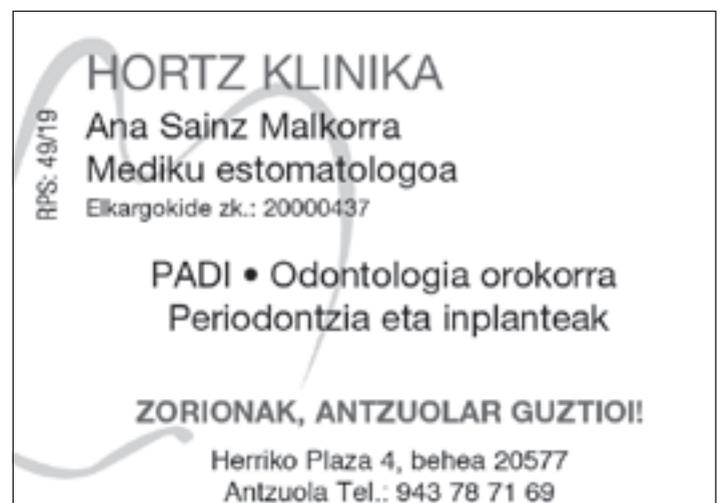 HORTZ KLINIKA
RPS: 49/19
Ana Sainz Malkorra
Mediku estomatologoa
Elkargokide zk.: 20000437
PADI • Odontologia orokorra
Periodontzia eta inplanteak
ZORIONAK, ANTZUOLAR GUZTIOI!
Herriko Plaza 4, behea 20577
Antzuola Tel.: 943 78 71 69